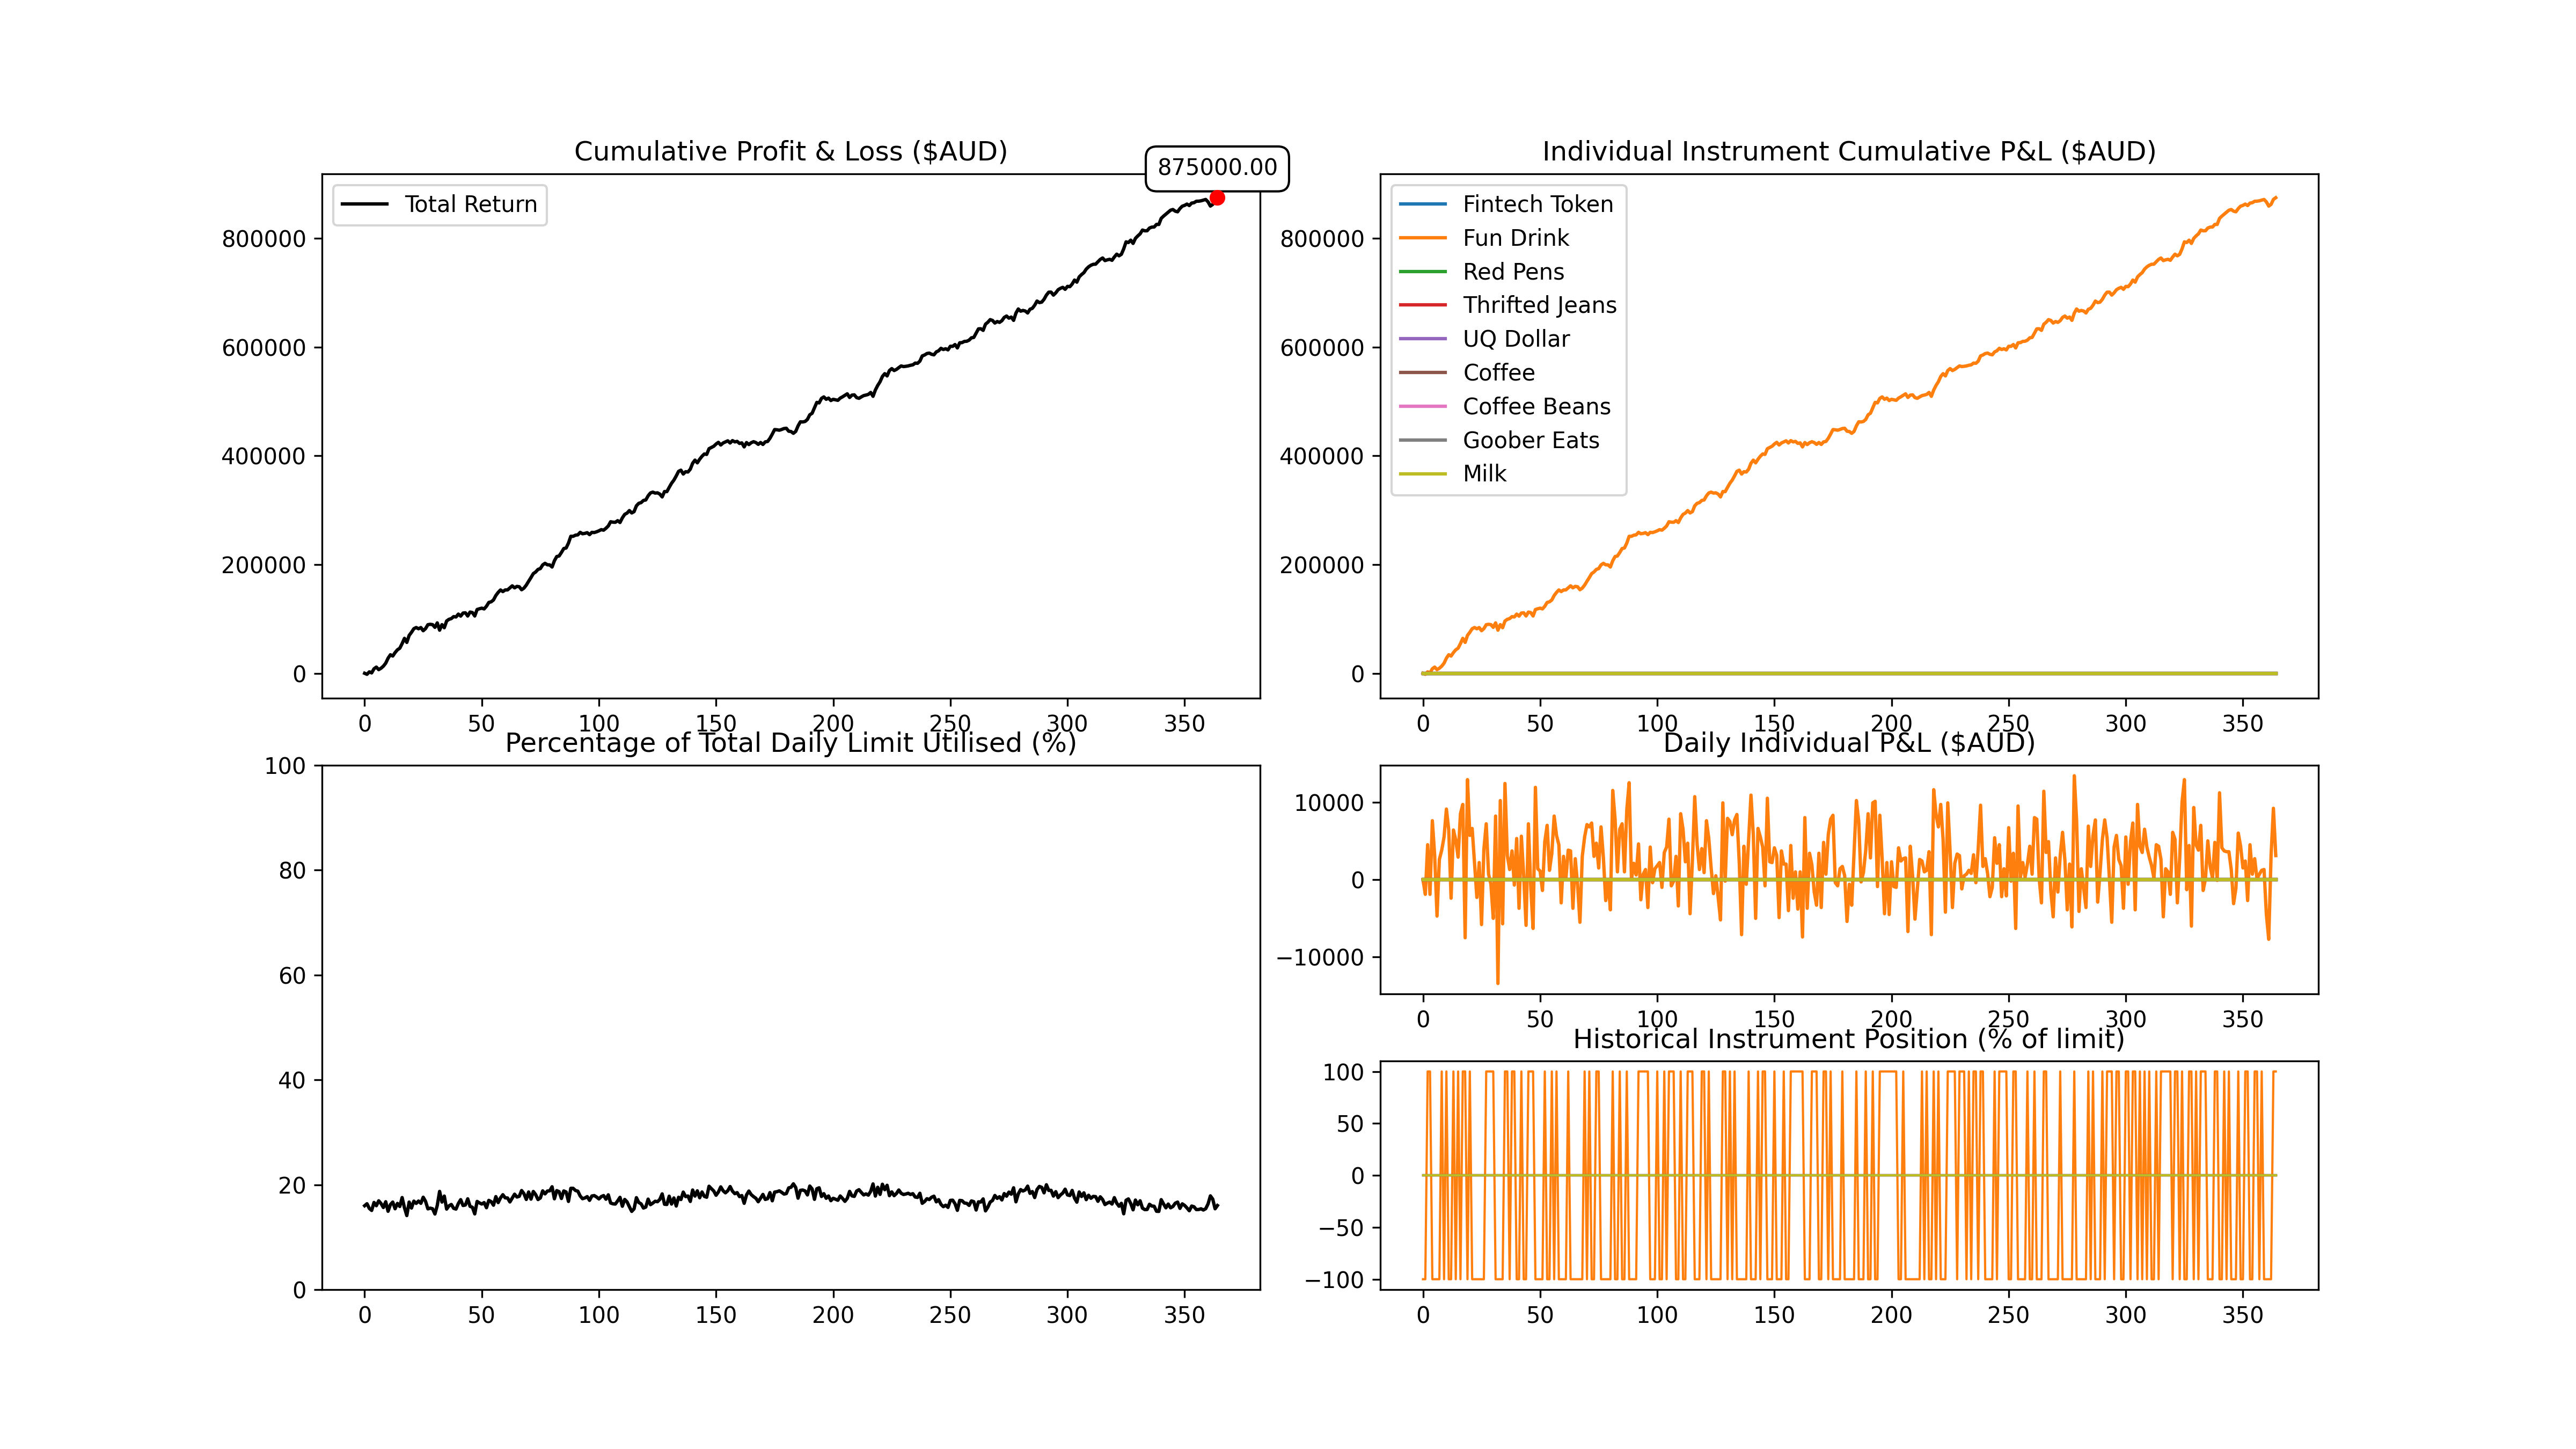 Cumulative Profit & Loss ($AUD)
875000.00
Total Return
800000
600000
400000
200000
0
0 50 100 150 200 250 300 350
Individual Instrument Cumulative P&L ($AUD)
Fintech Token
Fun Drink
Red Pens
Thrifted Jeans
UQ Dollar
Coffee
Coffee Beans
Goober Eats
Milk
800000
600000
400000
200000
0
0 50 100 150 200 250 300 350
Percentage of Total Daily Limit Utilised (%)
100
80
60
40
20
0
0 50 100 150 200 250 300 350
Daily Individual P&L ($AUD)
10000
0
−10000
0 50 100 150 200 250 300 350
Historical Instrument Position (% of limit)
100
50
0
−50
−100
0 50 100 150 200 250 300 350